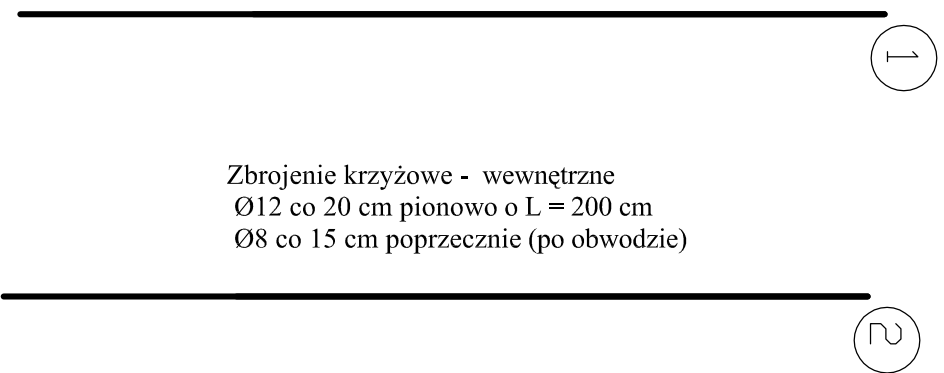 1
Zbrojenie krzyżowe - wewnętrzne
Ø12 co 20 cm pionowo o L = 200 cm
Ø8 co 15 cm poprzecznie (po obwodzie)
2